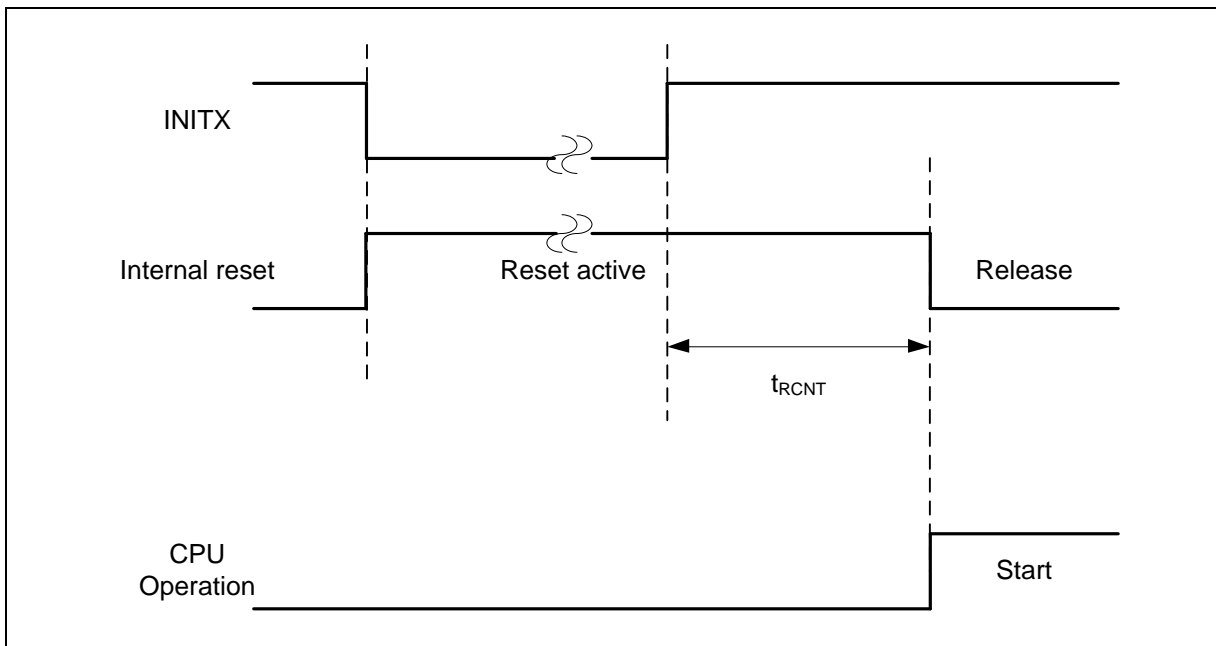 INITX
Internal reset
Reset active
Release
tRCNT
CPU
Operation
Start